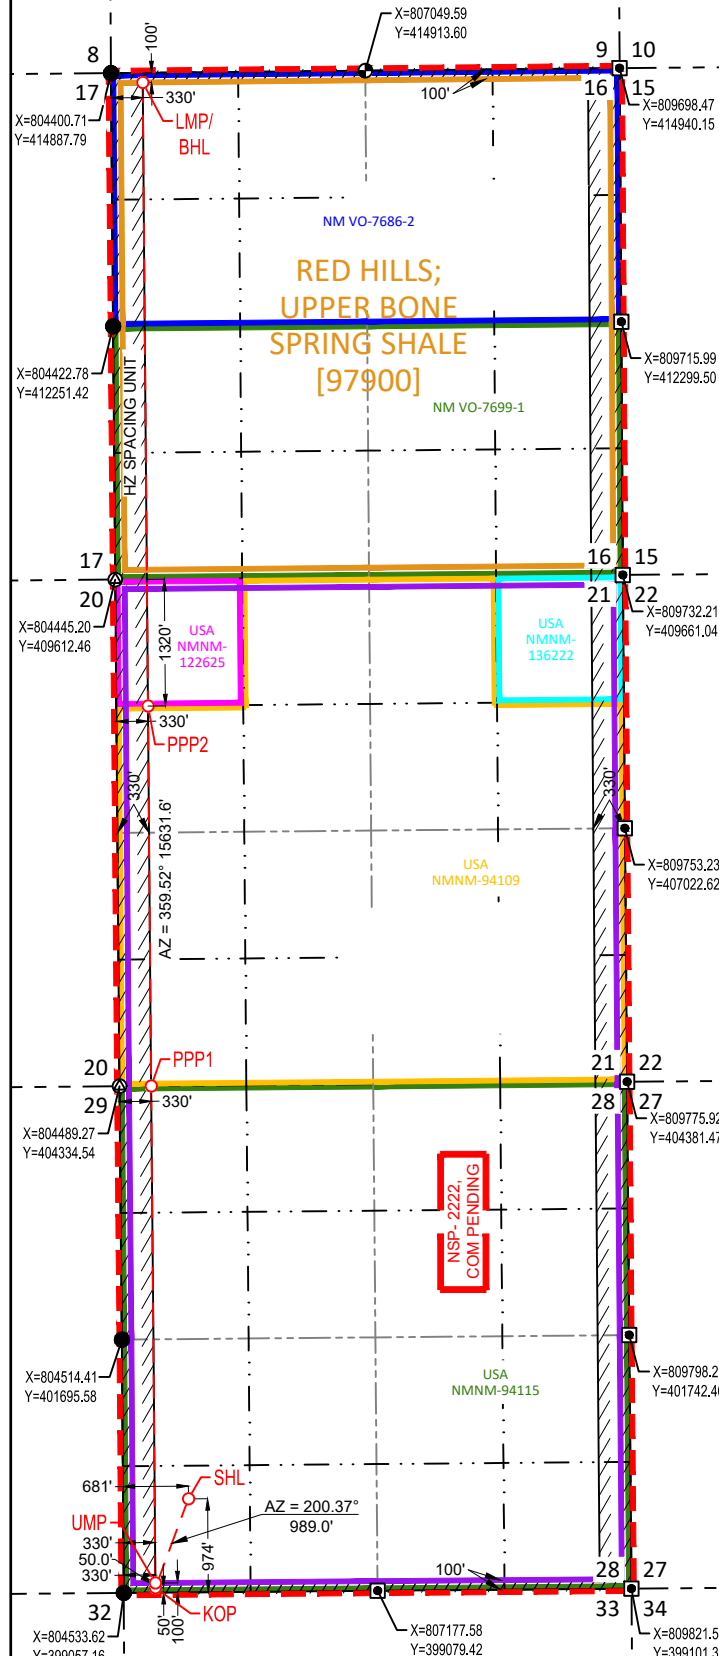 X=807049.59
Y=414913.60
100'
8
9
10
17
330'
16
15
100'
X=804400.71
Y=414887.79
LMP/
BHL
X=809698.47
Y=414940.15
NM VO-7686-2
RED HILLS;
UPPER BONE
SPRING SHALE
[97900]
X=804422.78
Y=412251.42
X=809715.99
Y=412299.50
HZ SPACING UNIT
NM VO-7699-1
17
16
15
20
21
22
X=804445.20
Y=409612.46
1320'
USA
NMNM-
122625
USA
NMNM-
136222
X=809732.21
Y=409661.04
330'
PPP2
330'
330'
AZ = 359.52° 15631.6'
USA
NMNM-94109
X=809753.23
Y=407022.62
20
PPP1
21
22
29
330'
28
27
X=804489.27
Y=404334.54
X=809775.92
Y=404381.47
NSP- 2222,
COM PENDING
X=804514.41
Y=401695.58
USA
NMNM-94115
X=809798.2
Y=401742.46
681'
SHL
AZ = 200.37°
989.0'
UMP
330'
974'
50.0'
330'
100'
28
27
32
50'
100'
KOP
33
34
X=804533.62
Y=399057.16
X=807177.58
Y=399079.42
X=809821.5
Y=399101.3